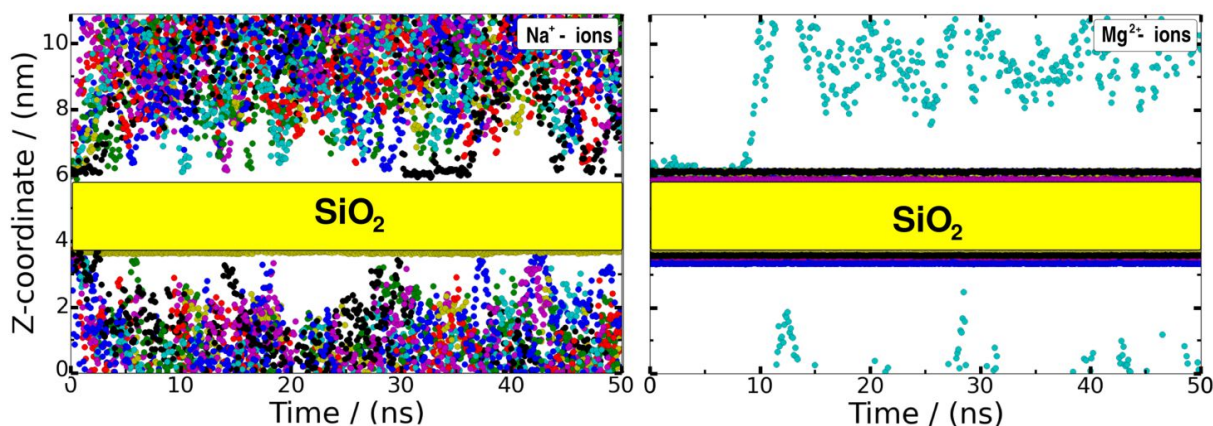 Z-coordinate / (nm)
10
8
6
4
2
0
Na⁺ - ions
SiO₂
0 10 20 30 40 50
Time / (ns)
Mg²⁺- ions
SiO₂
0 10 20 30 40 50
Time / (ns)